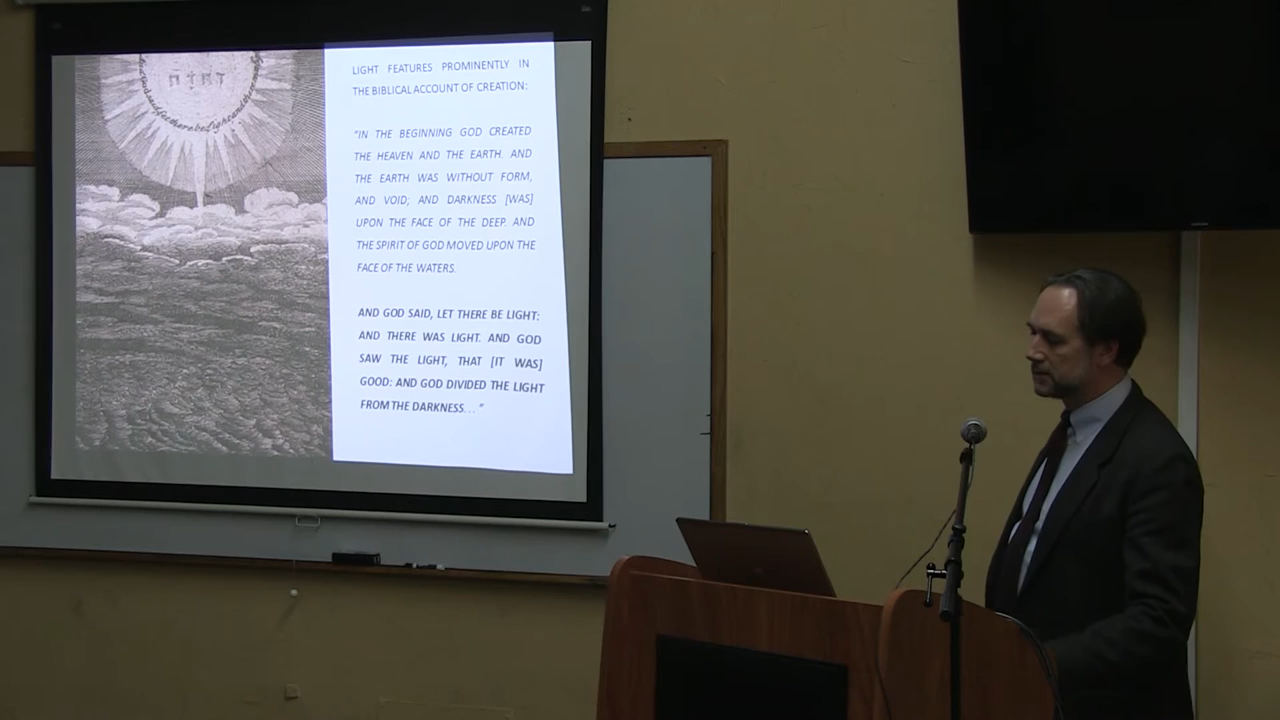 LIGHT FEATURES PROMINENTLY IN
THE BIBLICAL ACCOUNT OF CREATION:
"IN THE BEGINNING GOD CREATED
THE HEAVEN AND THE EARTH. AND
THE EARTH WAS WITHOUT FORM,
AND VOID; AND DARKNESS [WAS]
UPON THE FACE OF THE DEEP. AND
THE SPIRIT OF GOD MOVED UPON THE
FACE OF THE WATERS.
AND GOD SAID, LET THERE BE LIGHT:
AND THERE WAS LIGHT. AND GOD
SAW THE LIGHT, THAT [IT WAS]
GOOD: AND GOD DIVIDED THE LIGHT
FROM THE DARKNESS... "